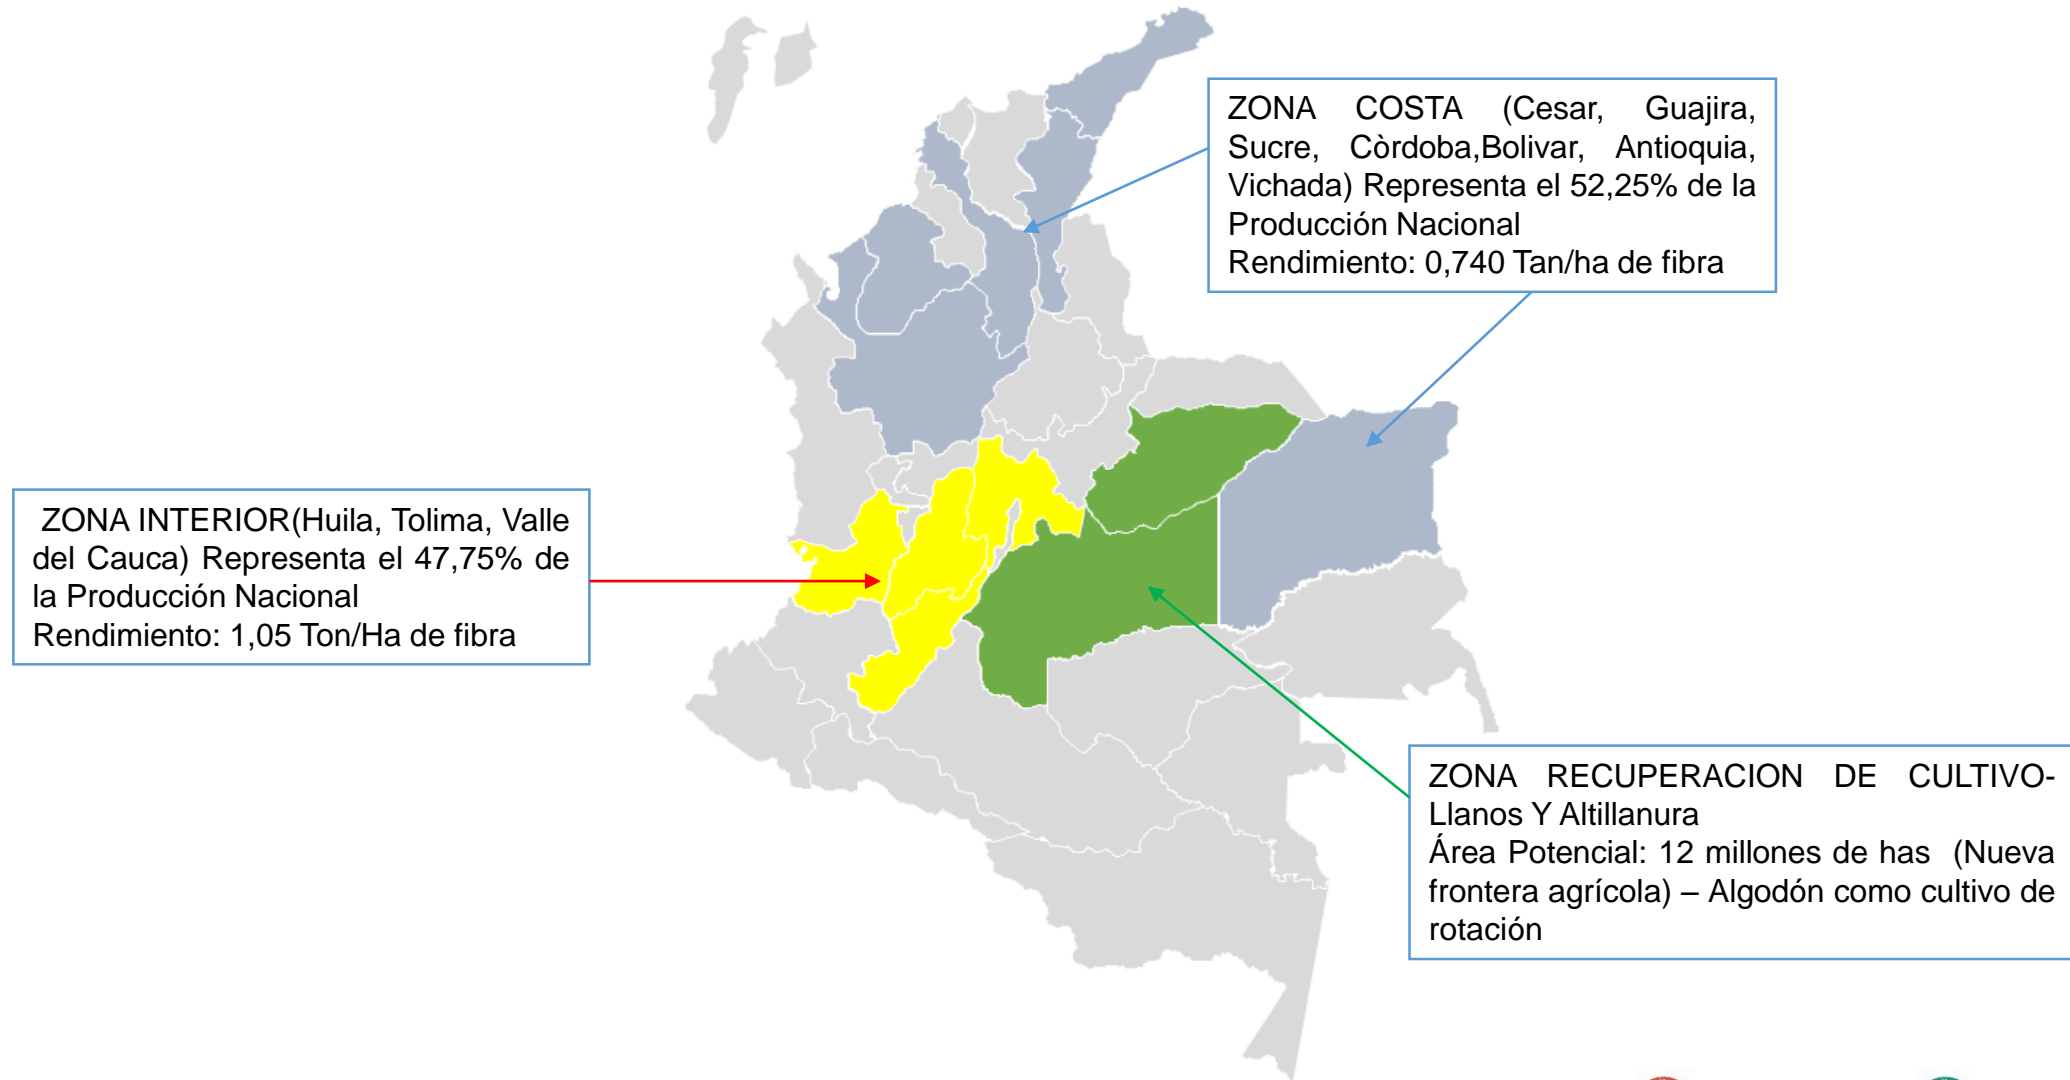 ZONA COSTA (Cesar, Guajira,
Sucre, Còrdoba,Bolivar, Antioquia,
Vichada) Representa el 52,25% de la
Producción Nacional
Rendimiento: 0,740 Tan/ha de fibra
ZONA INTERIOR(Huila, Tolima, Valle
del Cauca) Representa el 47,75% de
la Producción Nacional
Rendimiento: 1,05 Ton/Ha de fibra
ZONA RECUPERACION DE CULTIVO-
Llanos Y Altillanura
Área Potencial: 12 millones de has (Nueva
frontera agrícola) – Algodón como cultivo de
rotación